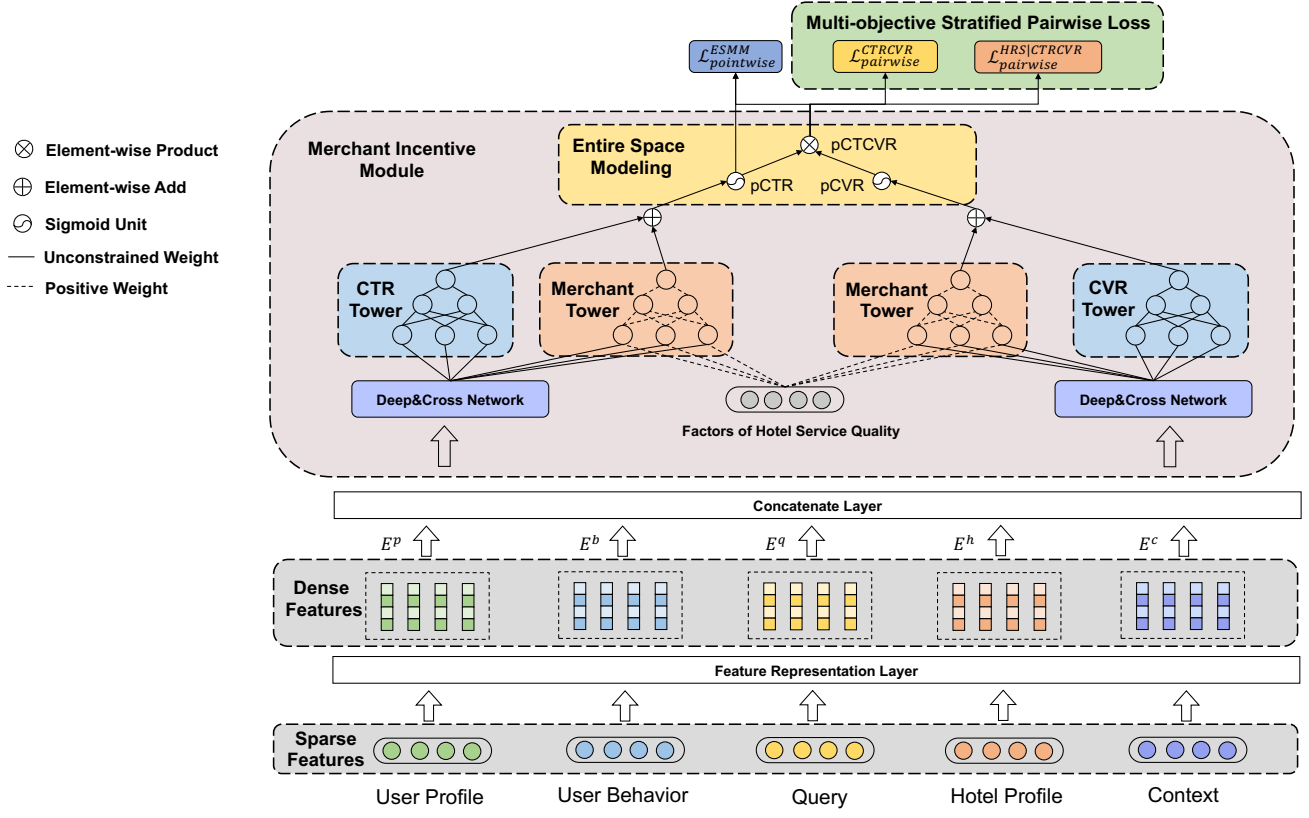 Multi-objective Stratified Pairwise Loss
ℒ_{pointwise}^{ESMM}
ℒ_{pairwise}^{CTRCVR}
ℒ_{pairwise}^{HRS|CTRCVR}
Element-wise Product
Element-wise Add
Sigmoid Unit
Unconstrained Weight
Positive Weight
Merchant Incentive
Module
Entire Space
Modeling
pCTCVR
pCTR
pCVR
CTR
Tower
Merchant
Tower
Merchant
Tower
CVR
Tower
Deep&Cross Network
Factors of Hotel Service Quality
Deep&Cross Network
Concatenate Layer
E^p
E^b
E^q
E^h
E^c
Dense
Features
Feature Representation Layer
Sparse
Features
User Profile
User Behavior
Query
Hotel Profile
Context